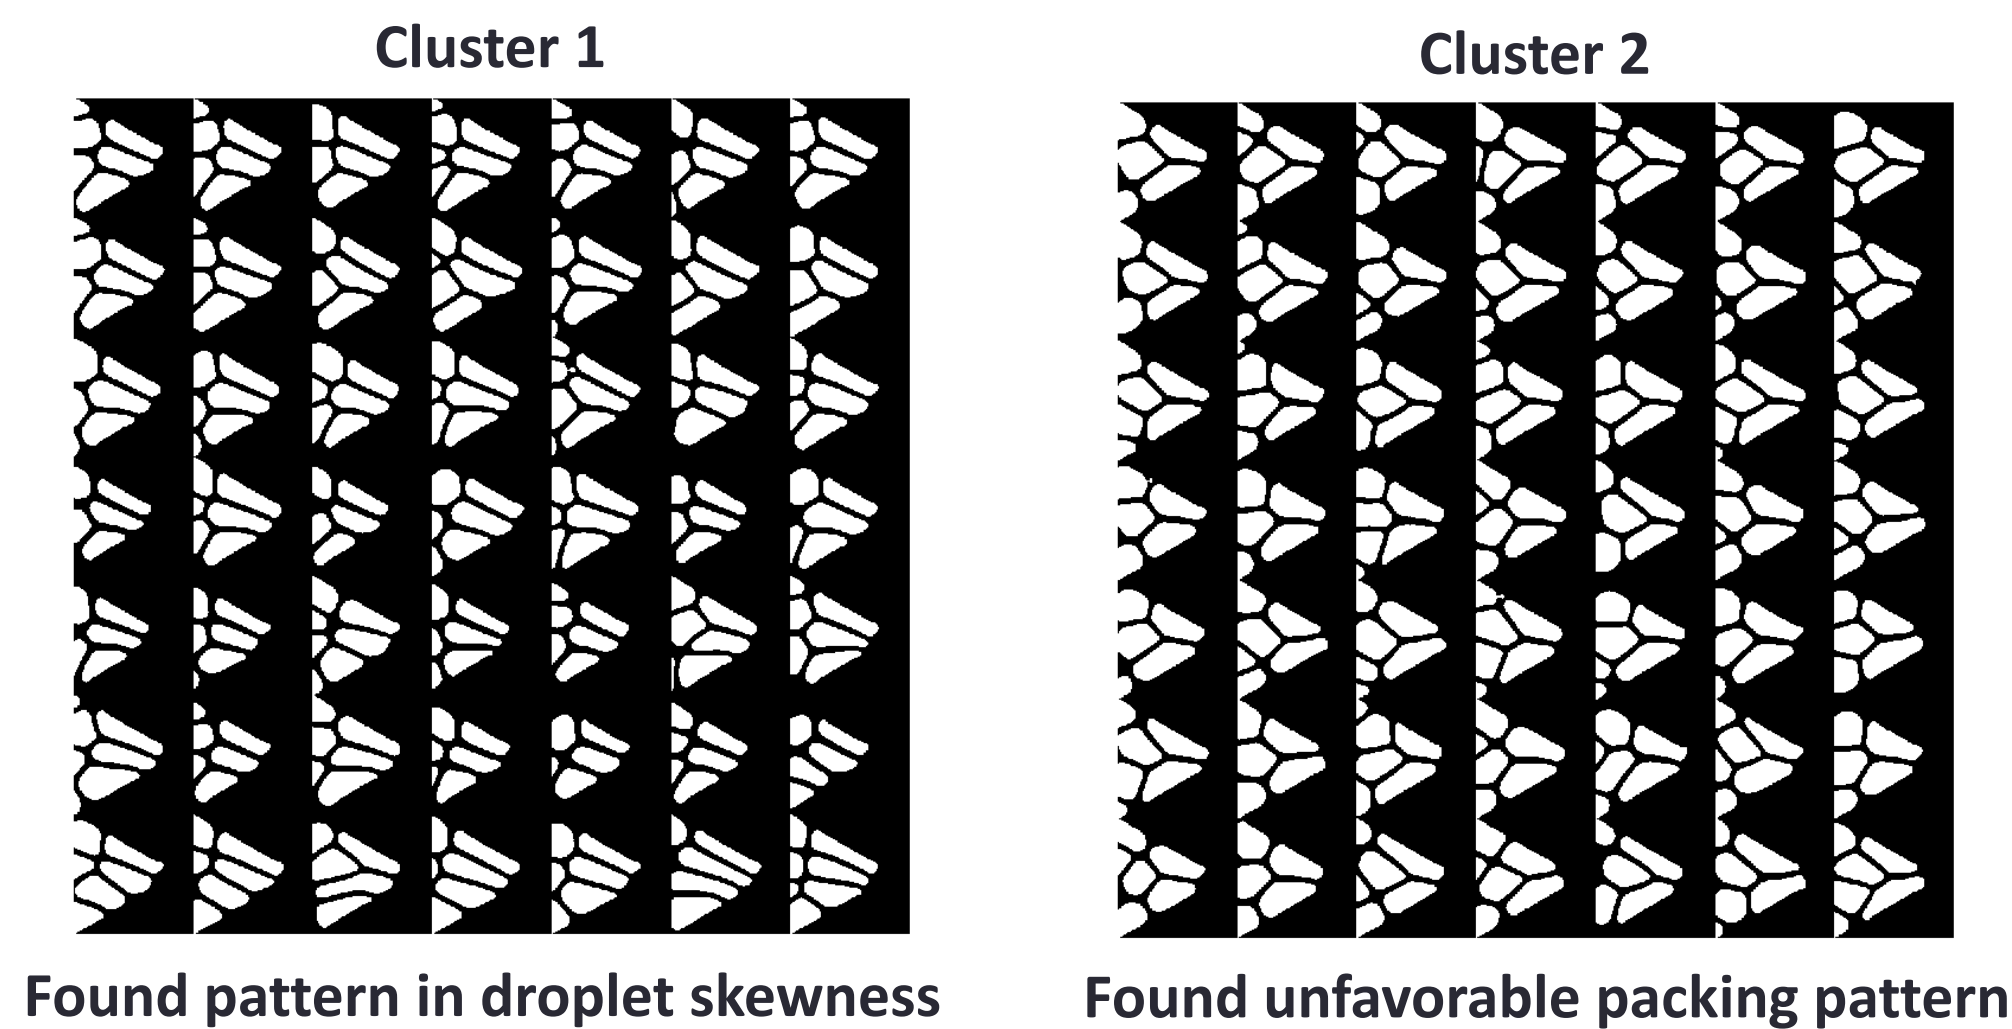 Cluster 1
Cluster 2
Found pattern in droplet skewness
Found unfavorable packing pattern